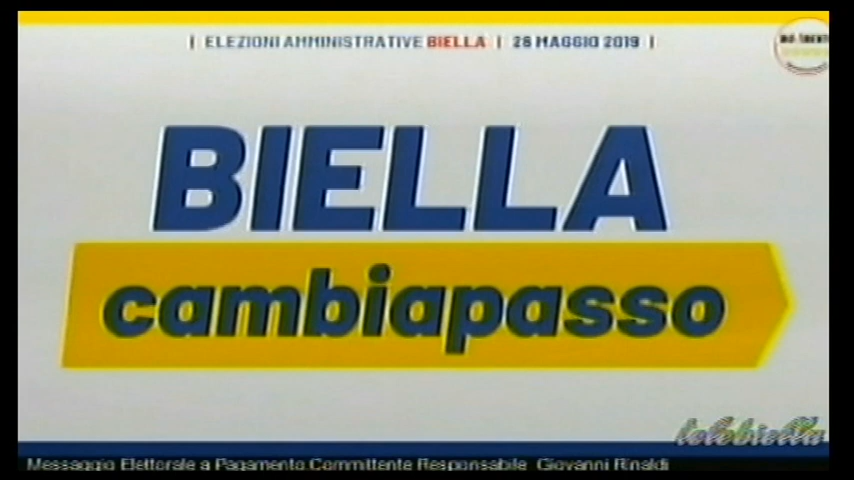 | ELEZIONI AMMINISTRATIVE BIELLA | 26 MAGGIO 2019 |
BIELLA
cambiapasso
telebiella
Messaggio Elettorale a Pagamento Committente Responsabile Giovanni Rinaldi